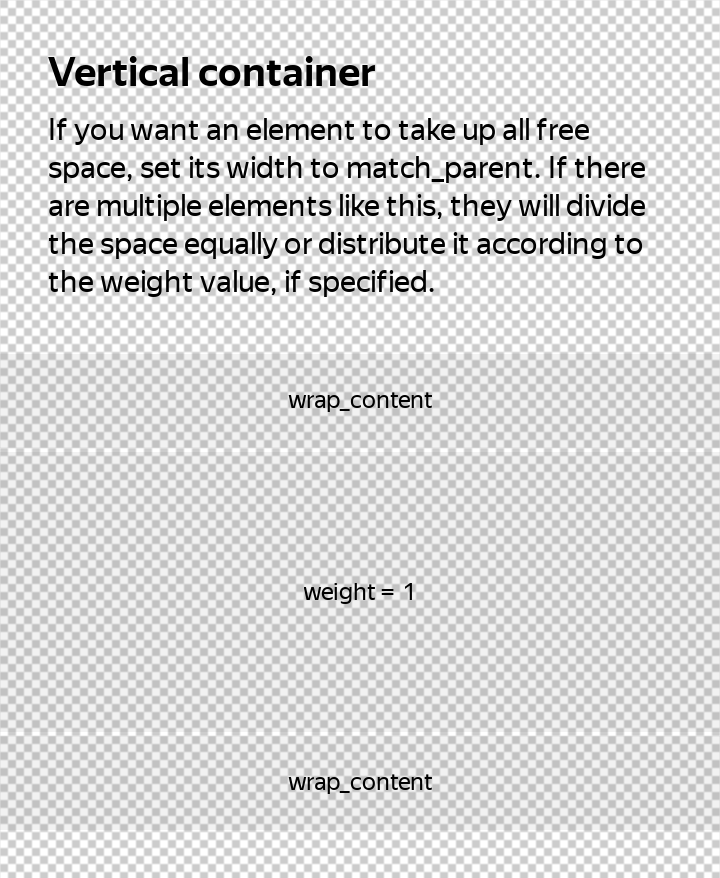 Vertical container
If you want an element to take up all free
space, set its width to match_parent. If there
are multiple elements like this, they will divide
the space equally or distribute it according to
the weight value, if specified.
wrap_content
weight = 1
wrap_content